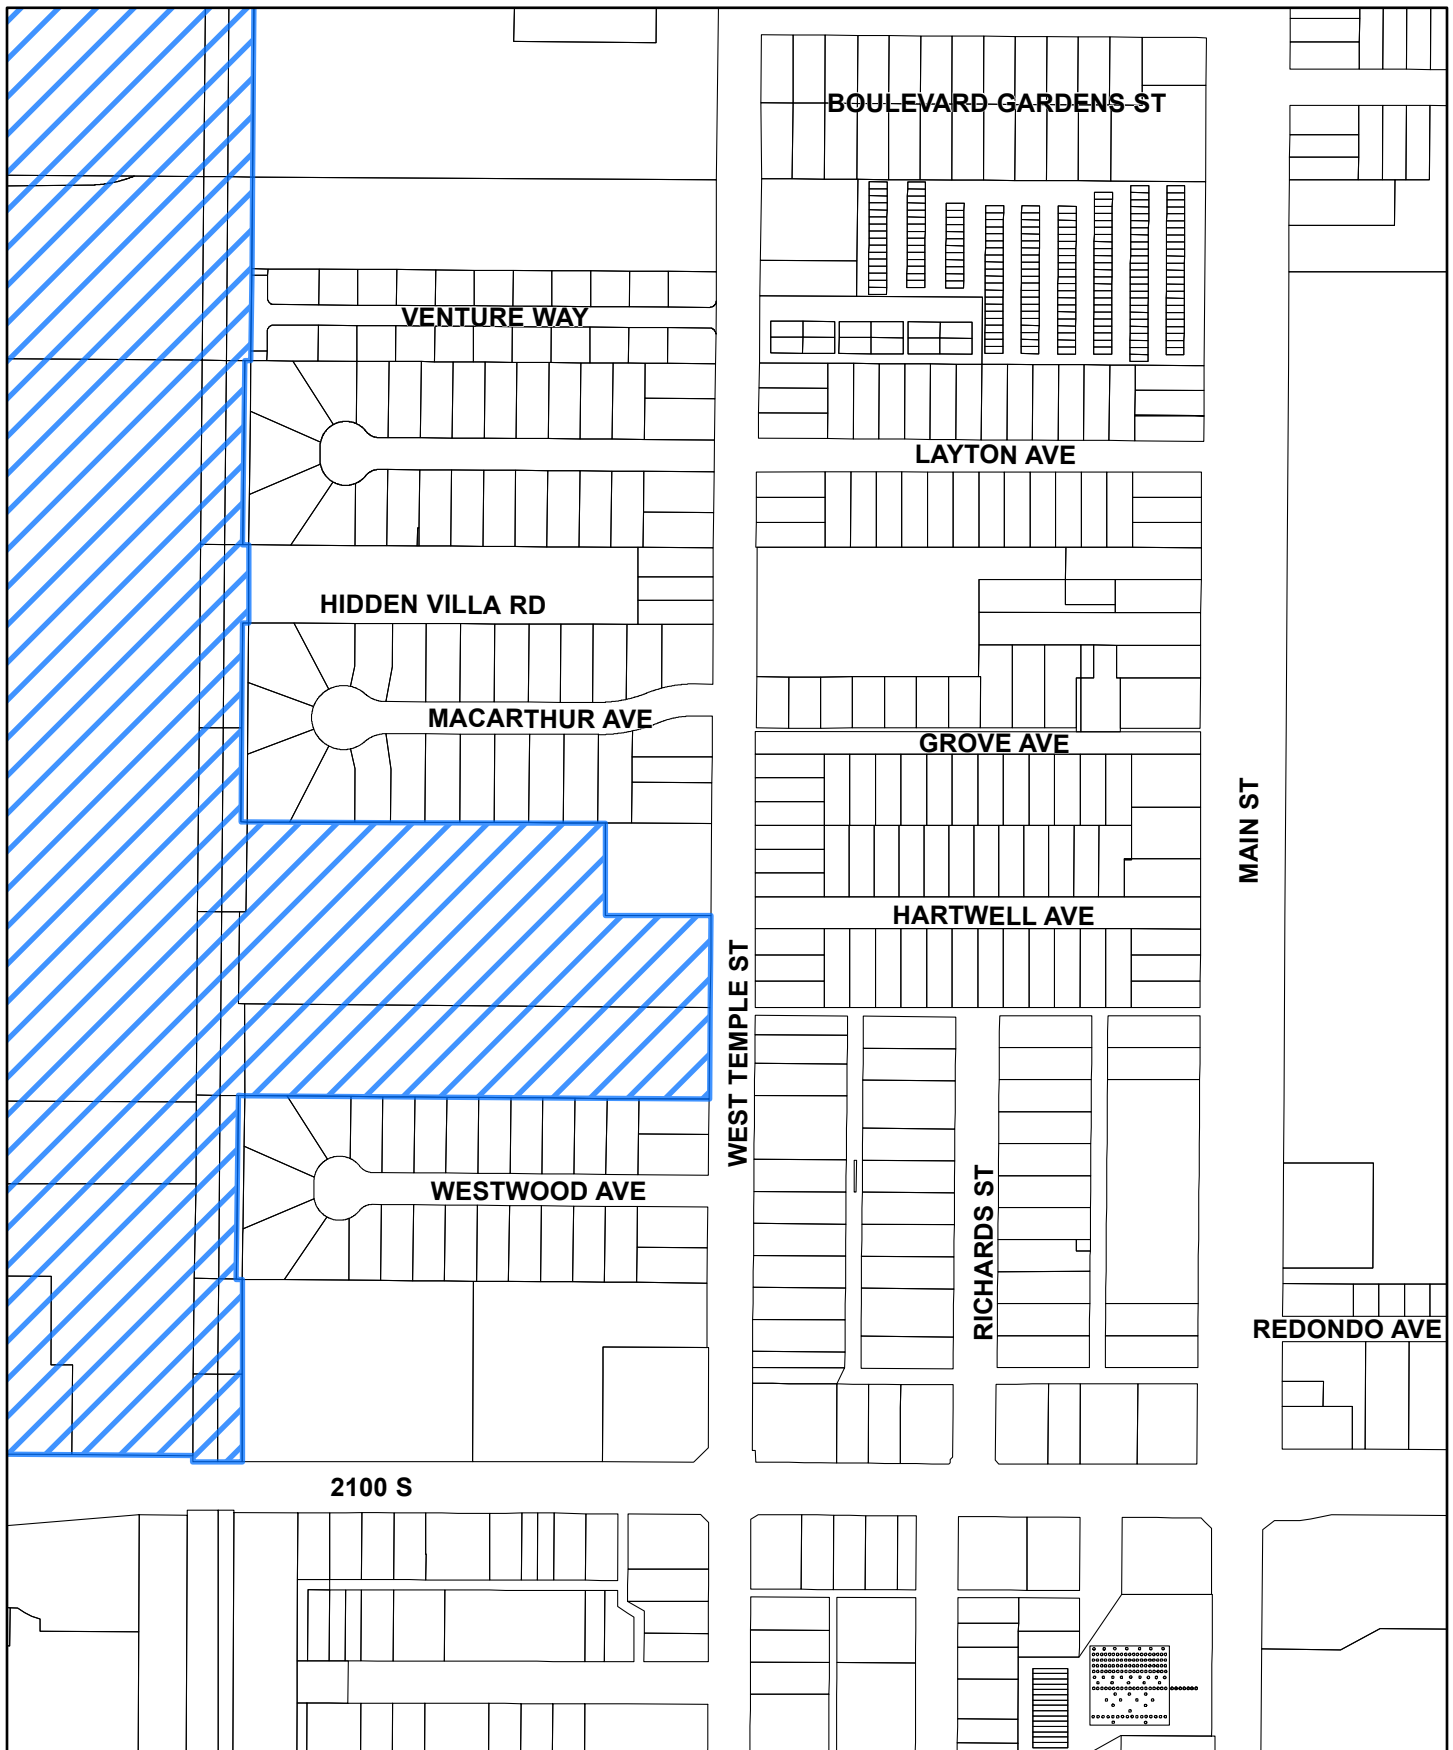 BOULEVARD GARDENS ST
VENTURE WAY
LAYTON AVE
HIDDEN VILLA RD
MACARTHUR AVE
GROVE AVE
MAIN ST
HARTWELL AVE
WEST TEMPLE ST
WESTWOOD AVE
RICHARDS ST
REDONDO AVE
2100 S